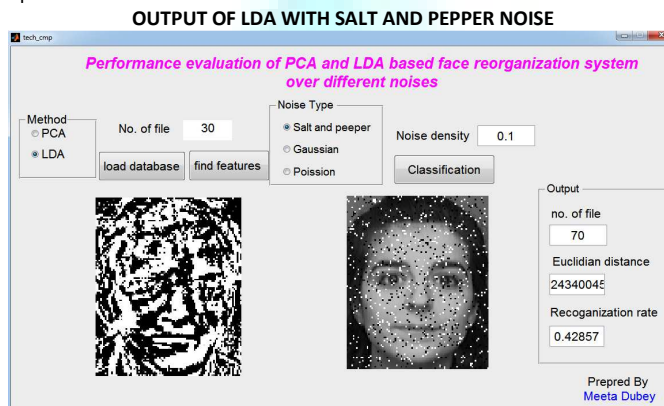 OUTPUT OF LDA WITH SALT AND PEPPER NOISE
tech_cmp
Performance evaluation of PCA and LDA based face reorganization system
over different noises
Method
PCA
LDA
No. of file 30
load database find features
Noise Type
Salt and peeper
Gaussian
Poission
Noise density 0.1
Classification
Output
no. of file
70
Euclidian distance
24340045
Recoganization rate
0.42857
Prepred By
Meeta Dubey